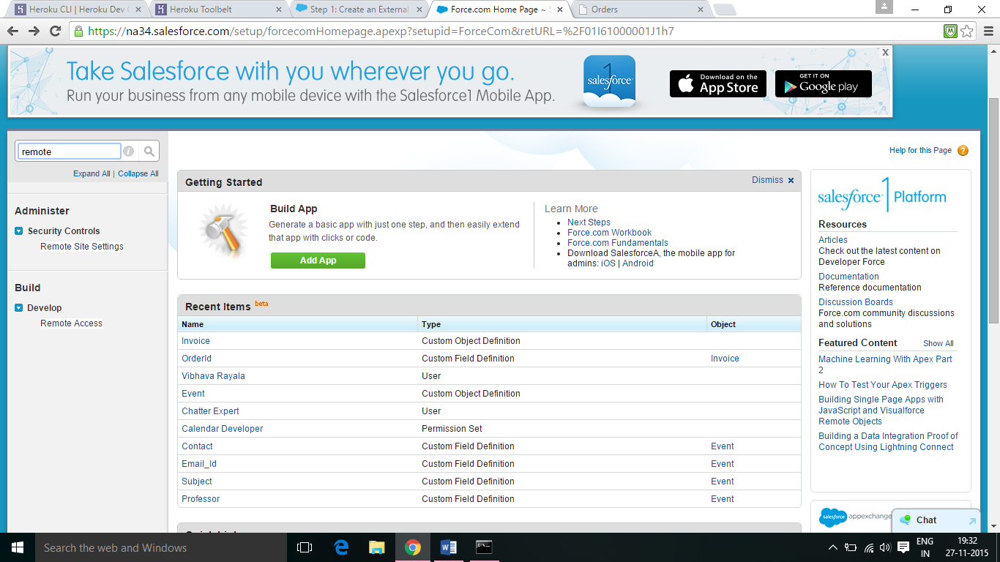 Heroku CLI | Heroku Dev C
Heroku Toolbelt
Step 1: Create an External
Force.com Home Page ~ S
Orders
https://na34.salesforce.com/setup/forcecomHomepage.apexp?setupid=ForceCom&retURL=%2F01I61000001J1h7
Take Salesforce with you wherever you go.
Run your business from any mobile device with the Salesforce1 Mobile App.
salesforce
1
Download on the
App Store
GET IT ON
Google play
X
remote
Expand All | Collapse All
Administer
Security Controls
Remote Site Settings
Build
Develop
Remote Access
Help for this Page
Getting Started
Dismiss
Build App
Generate a basic app with just one step, and then easily extend
that app with clicks or code.
Add App
Learn More
Next Steps
Force.com Workbook
Force.com Fundamentals
Download SalesforceA, the mobile app for
admins: iOS | Android
Recent Items beta
Name Type Object
Invoice Custom Object Definition
OrderId Custom Field Definition Invoice
Vibhava Rayala User
Event Custom Object Definition
Chatter Expert User
Calendar Developer Permission Set
Contact Custom Field Definition Event
Email_Id Custom Field Definition Event
Subject Custom Field Definition Event
Professor Custom Field Definition Event
salesforce1 Platform
Resources
Articles
Check out the latest content on
Developer Force
Documentation
Reference documentation
Discussion Boards
Force.com community discussions
and solutions
Featured Content Show All
Machine Learning With Apex Part
2
How To Test Your Apex Triggers
Building Single Page Apps with
JavaScript and Visualforce
Remote Objects
Building a Data Integration Proof of
Concept Using Lightning Connect
salesforce appexchange
Chat
Search the web and Windows
ENG
IN
19:32
27-11-2015